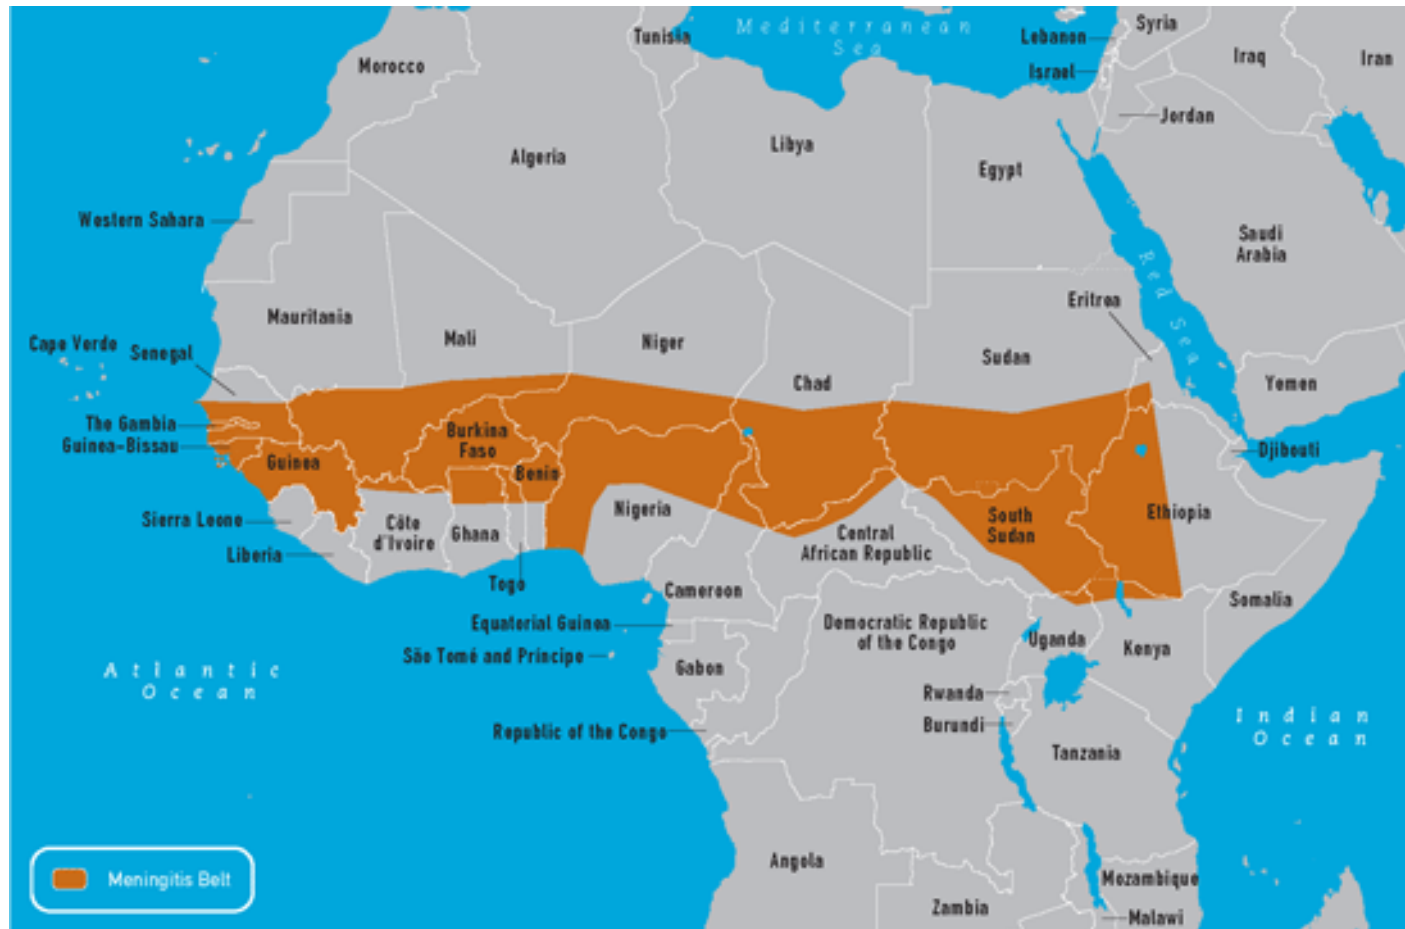 Mediterranean
Sea
Tunisia
Lebanon
Syria
Morocco
Israel
Iraq
Iran
Jordan
Algeria
Libya
Egypt
Western Sahara
Saudi
Arabia
Red Sea
Eritrea
Mauritania
Mali
Niger
Sudan
Cape Verde
Senegal
Chad
Yemen
The Gambia
Guinea-Bissau
Burkina
Faso
Djibouti
Guinea
Benin
Sierra Leone
Côte
d'Ivoire
Ghana
Nigeria
South
Sudan
Ethiopia
Central
African Republic
Liberia
Togo
Cameroon
Somalia
Equatorial Guinea
Democratic Republic
of the Congo
Uganda
Kenya
São Tomé and Príncipe
Gabon
Atlantic
Ocean
Rwanda
Burundi
Republic of the Congo
Indian
Ocean
Tanzania
Angola
Meningitis Belt
Mozambique
Zambia
Malawi